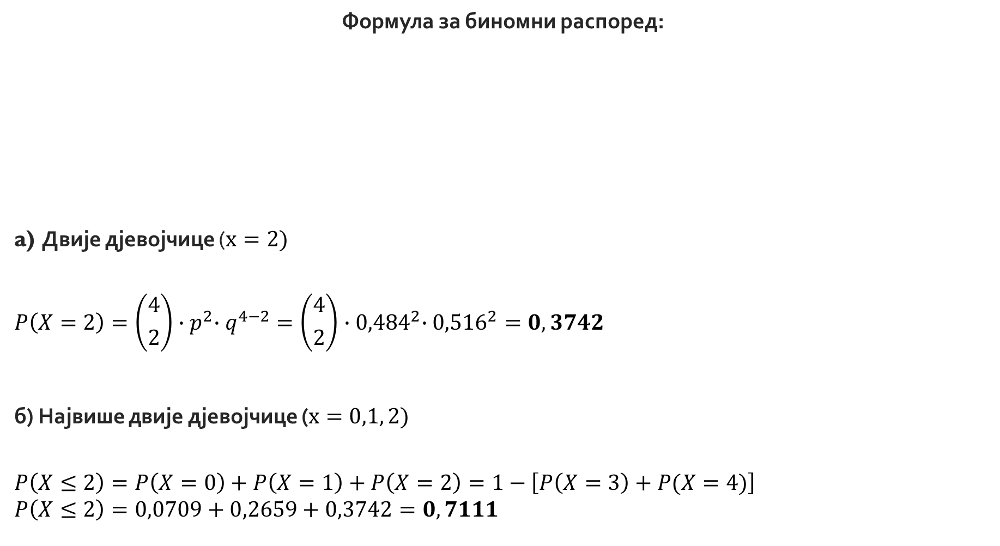 Формула за биномни распоред:
а) Двије дјевојчице (x = 2)
P(X = 2) = (4 2) · p² · q⁴⁻² = (4 2) · 0,484² · 0,516² = 0,3742
б) Највише двије дјевојчице (x = 0,1,2)
P(X ≤ 2) = P(X = 0) + P(X = 1) + P(X = 2) = 1 − [P(X = 3) + P(X = 4)]
P(X ≤ 2) = 0,0709 + 0,2659 + 0,3742 = 0,7111